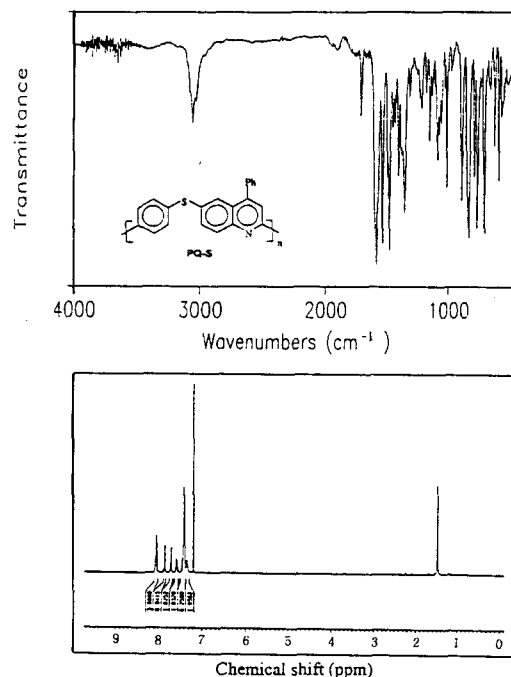 Transmittance
Ph
S
N
n
PQ-S
4000 3000 2000 1000
Wavenumbers (cm⁻¹)
9 8 7 6 5 4 3 2 1 0
Chemical shift (ppm)